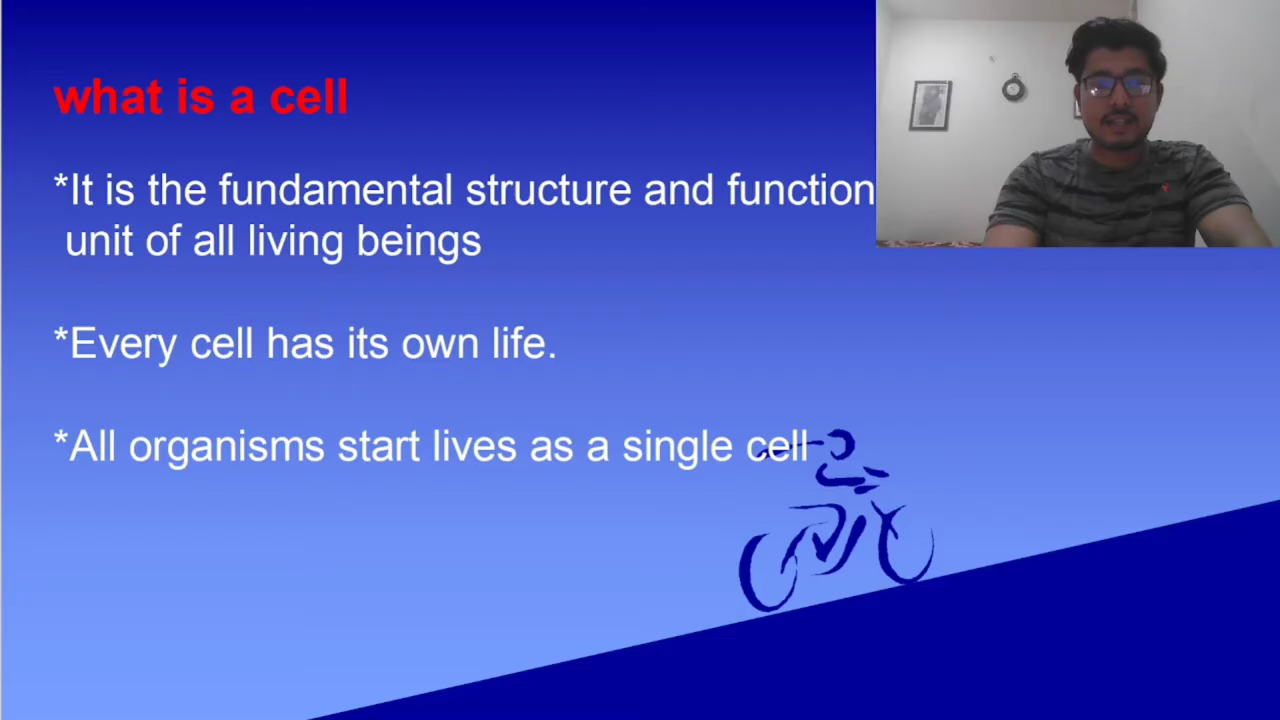 what is a cell
*It is the fundamental structure and function
unit of all living beings
*Every cell has its own life.
*All organisms start lives as a single cell